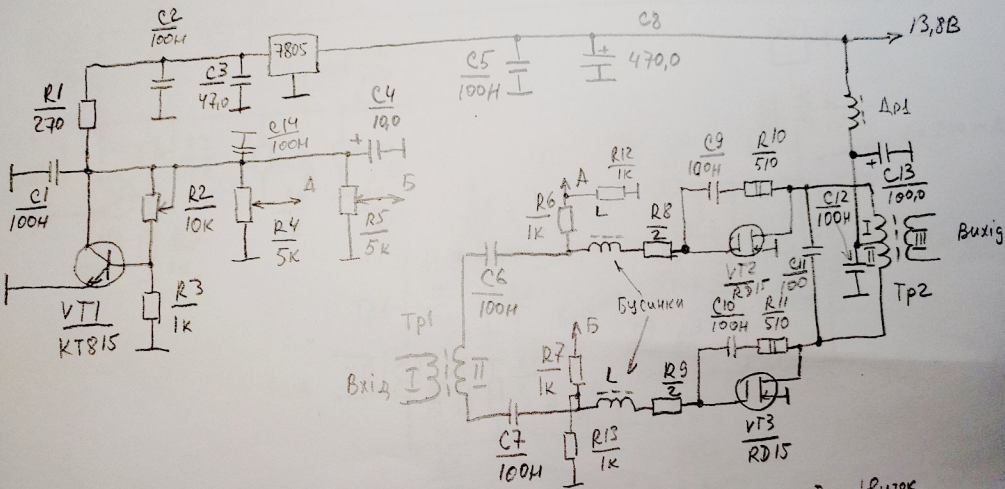 C2
100н
7805
C8
13,8В
R1
270
C3
47,0
C5
100н
470,0
C4
10,0
C14
100н
Др1
C1
100н
R2
10к
А
Б
R4
5к
R5
5к
R6
1к
А
R12
1к
L
R8
2
C9
100н
R10
510
C13
100,0
C12
100н
I
II
III
Вихід
Тр2
VT1
КТ815
R3
1к
C6
100н
VT2
RD15
C11
100
Бусинки
C10
100н
R11
510
Тр1
Вхід
I
II
Б
R7
1к
L
R9
2
C7
100н
R13
1к
VT3
RD15